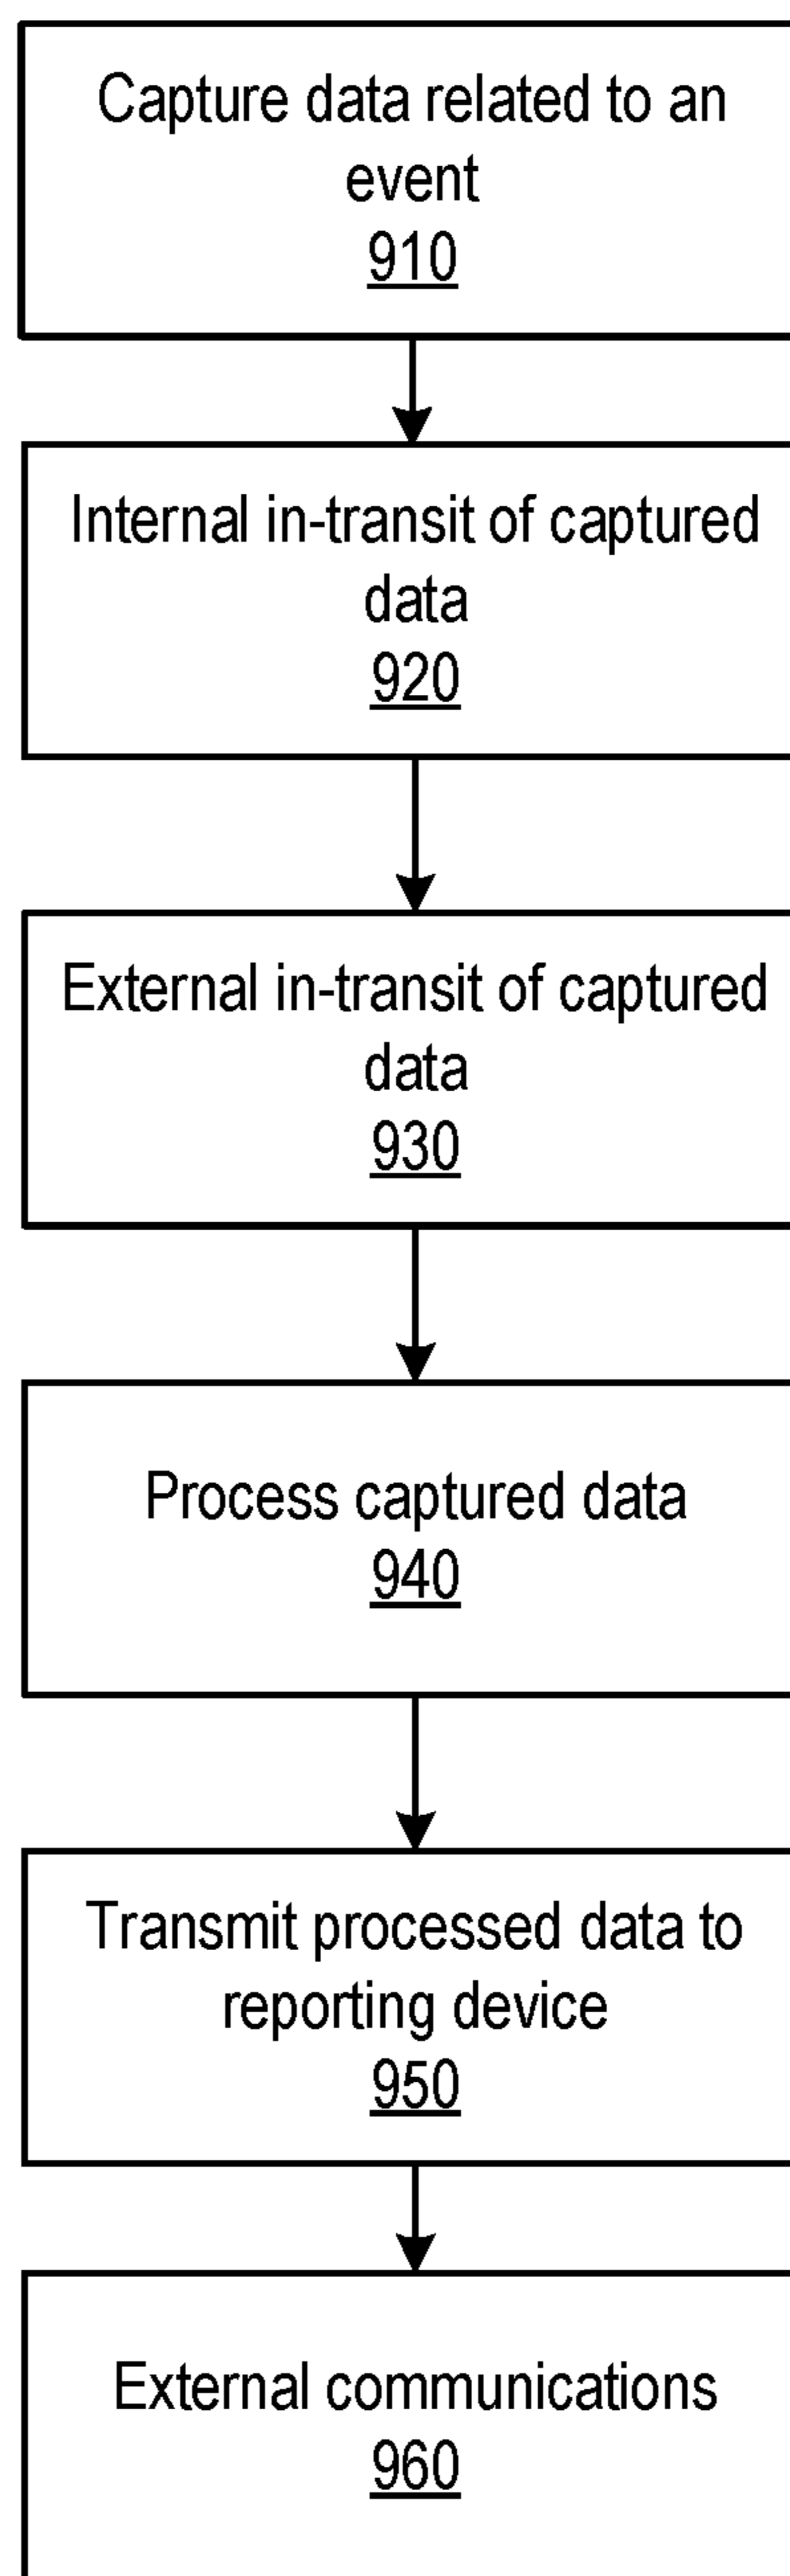 Capture data related to an
event
910
Internal in-transit of captured
data
920
External in-transit of captured
data
930
Process captured data
940
Transmit processed data to
reporting device
950
External communications
960